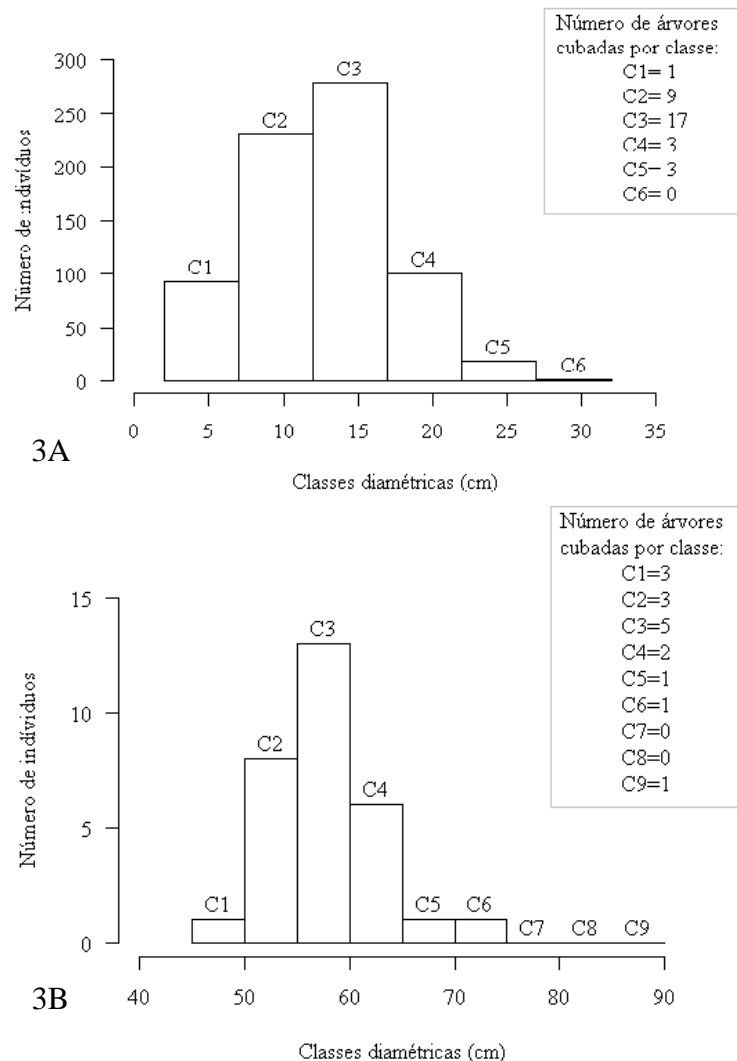 Número de árvores
cubadas por classe:
C1= 1
C2= 9
C3= 17
C4= 3
C5= 3
C6= 0
Número de indivíduos
300
250
200
150
100
50
0
C1
C2
C3
C4
C5
C6
0 5 10 15 20 25 30 35
3A
Classes diamétricas (cm)
Número de árvores
cubadas por classe:
C1=3
C2=3
C3=5
C4=2
C5=1
C6=1
C7=0
C8=0
C9=1
Número de indivíduos
15
10
5
0
C1
C2
C3
C4
C5
C6
C7
C8
C9
40 50 60 70 80 90
3B
Classes diamétricas (cm)